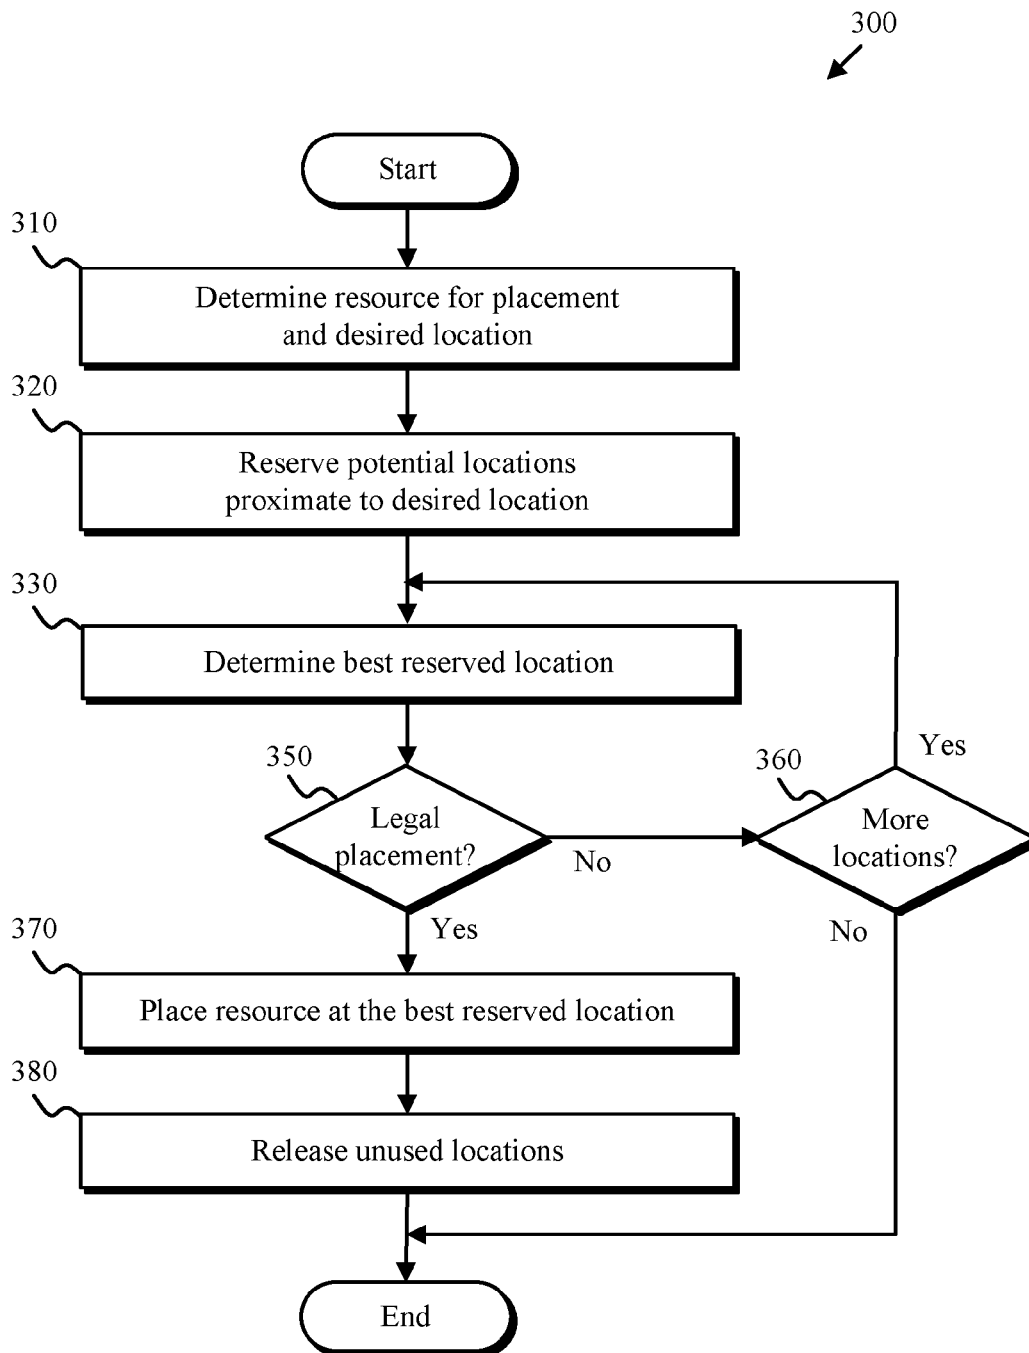 300
Start
310
Determine resource for placement
and desired location
320
Reserve potential locations
proximate to desired location
330
Determine best reserved location
350
Legal
placement?
No
360
More
locations?
Yes
No
Yes
370
Place resource at the best reserved location
380
Release unused locations
End